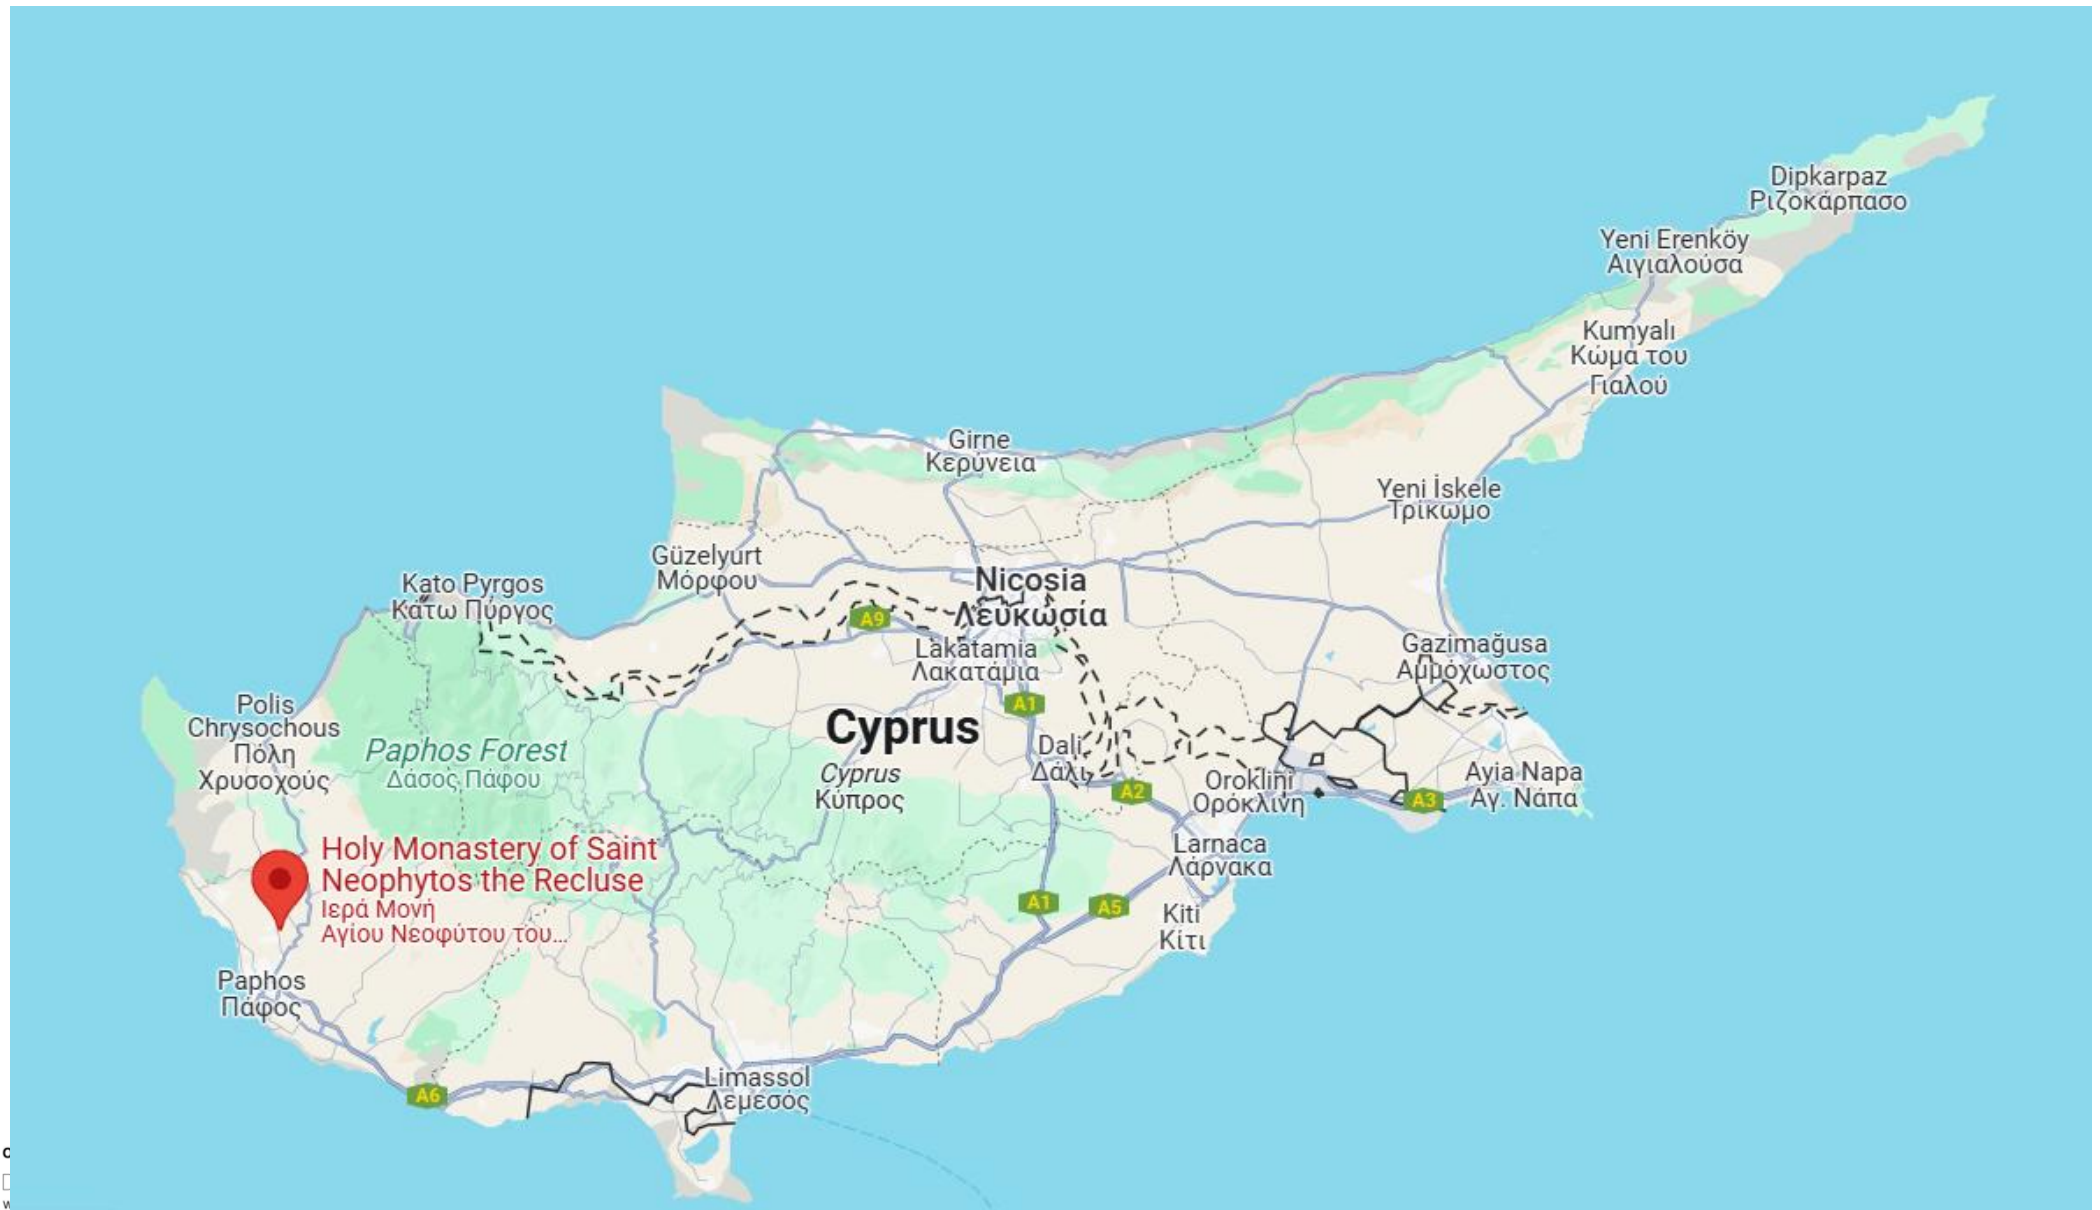 Dipkarpaz
Ριζοκάρπασο
Yeni Erenköy
Αιγιαλούσα
Kumyalı
Κώμα του
Γιαλού
Girne
Κερύνεια
Yeni İskele
Τρίκωμο
Güzelyurt
Μόρφου
Kato Pyrgos
Κάτω Πύργος
Nicosia
Λευκωσία
A9
Lakatamia
Λακατάμια
Gazimağusa
Αμμόχωστος
A1
Polis
Chrysochous
Πόλη
Χρυσοχούς
Paphos Forest
Δάσος Πάφου
Cyprus
Cyprus
Κύπρος
Dali
Δάλι
A2
Oroklini
Ορόκλινη
A3
Ayia Napa
Αγ. Νάπα
Larnaca
Λάρνακα
Holy Monastery of Saint
Neophytos the Recluse
Ιερά Μονή
Αγίου Νεοφύτου του...
A1
A5
Kiti
Κίτι
Paphos
Πάφος
A6
Limassol
Λεμεσός